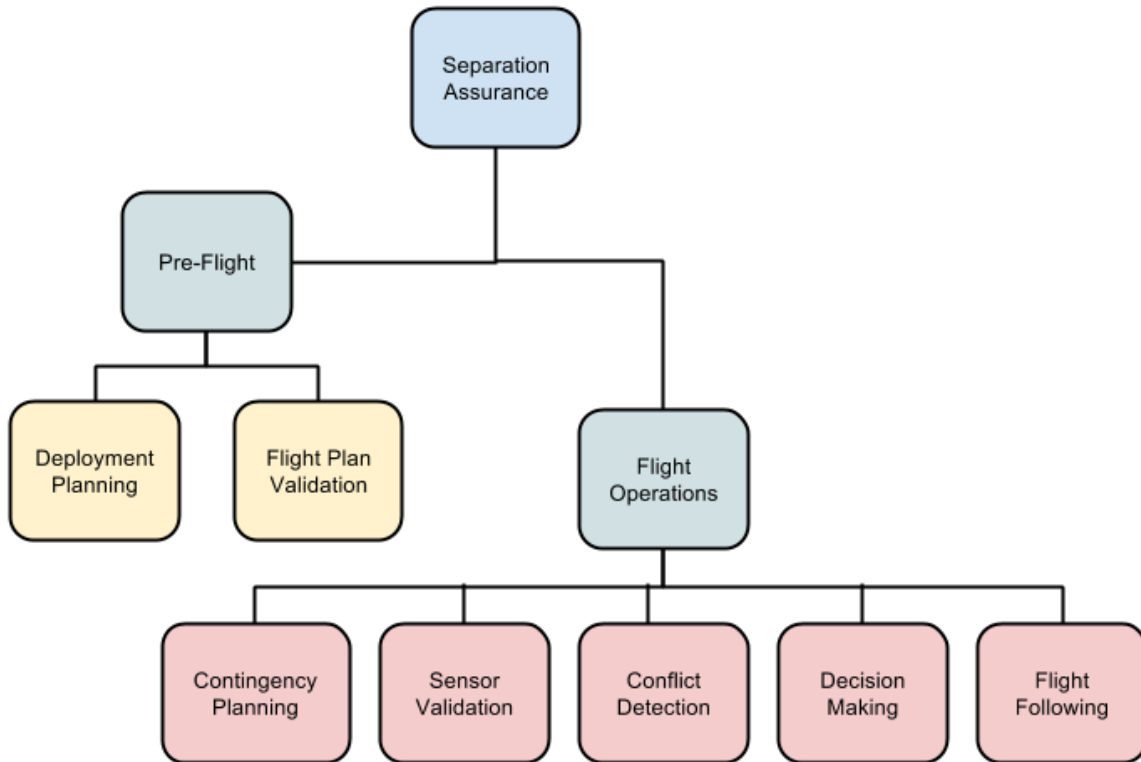 Separation
Assurance
Pre-Flight
Deployment
Planning
Flight Plan
Validation
Flight
Operations
Contingency
Planning
Sensor
Validation
Conflict
Detection
Decision
Making
Flight
Following